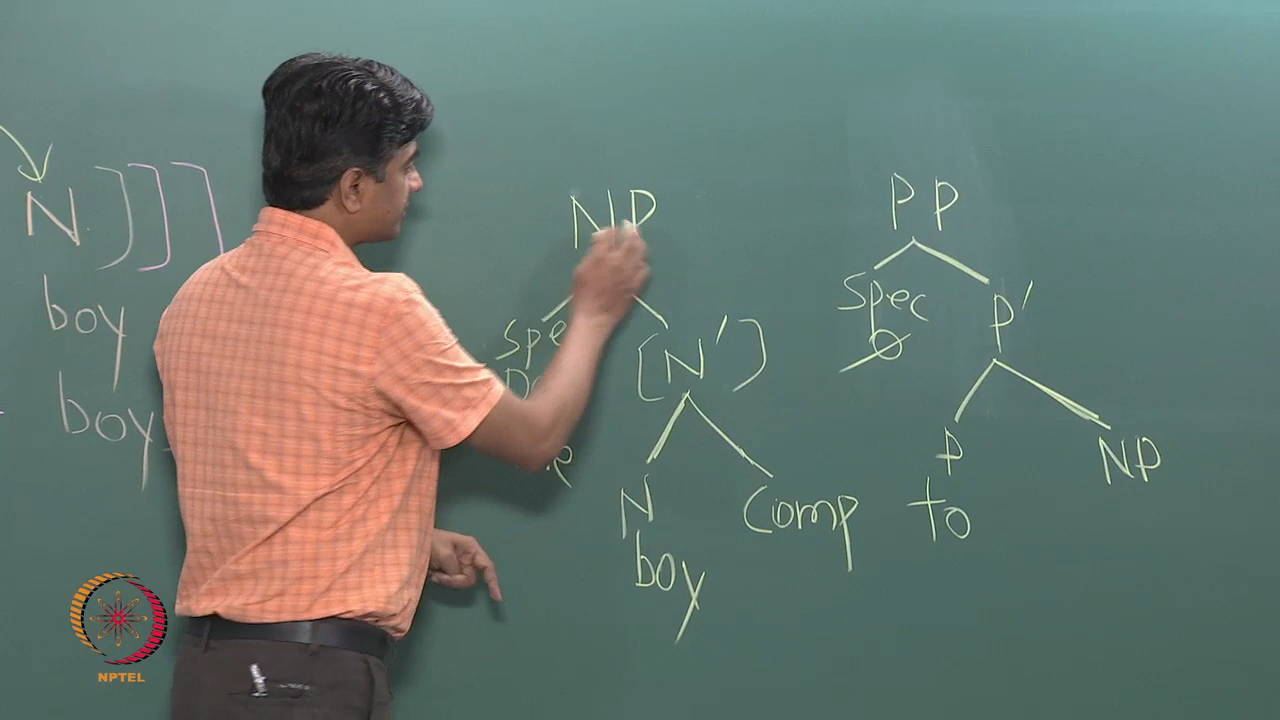 N ] ] ]
boy
boy
NP
Spe
[N']
N Comp
boy
PP
Spec P'
Ø
P NP
to
NPTEL